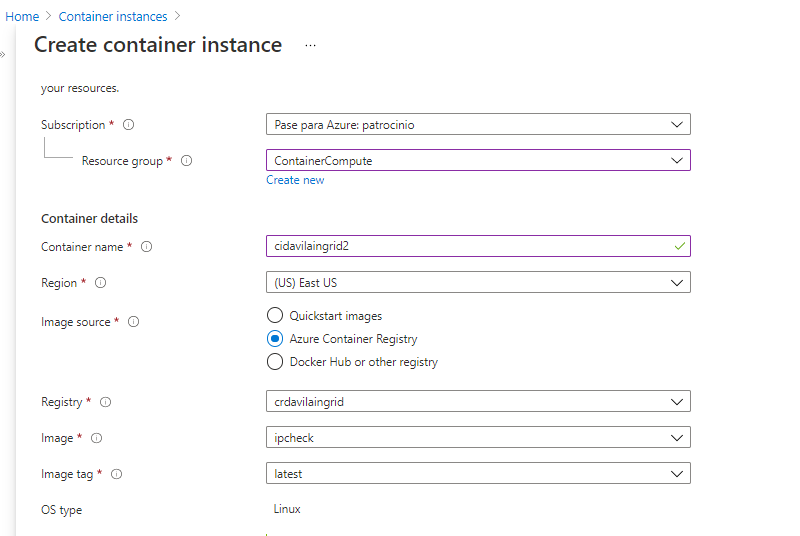 Home > Container instances >
Create container instance ...
your resources.
Subscription * Pase para Azure: patrocinio
Resource group * ContainerCompute
Create new
Container details
Container name * cidavilaingrid2
Region * (US) East US
Image source * Quickstart images
Azure Container Registry
Docker Hub or other registry
Registry * crdavilaingrid
Image * ipcheck
Image tag * latest
OS type Linux